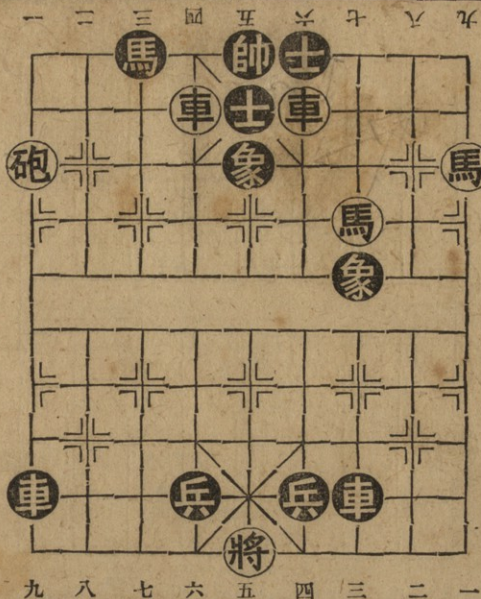 一 二 三 四 五 六 七 八 九
馬 帥 士
車 士 車
砲 象 馬
馬
象
車 兵 兵 車
將
九 八 七 六 五 四 三 二 一